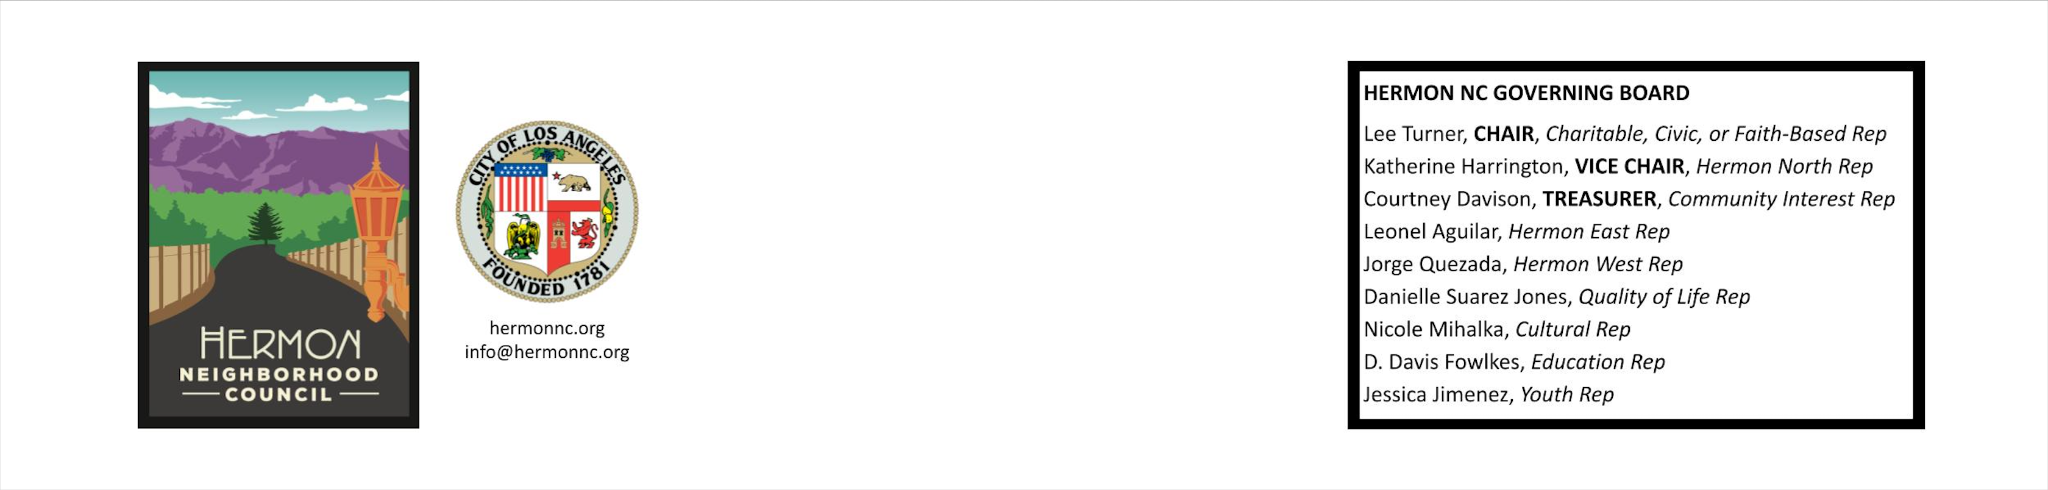 HERMON
NEIGHBORHOOD
COUNCIL
CITY OF LOS ANGELES
FOUNDED 1781
hermonnc.org
info@hermonnc.org
HERMON NC GOVERNING BOARD
Lee Turner, CHAIR, Charitable, Civic, or Faith-Based Rep
Katherine Harrington, VICE CHAIR, Hermon North Rep
Courtney Davison, TREASURER, Community Interest Rep
Leonel Aguilar, Hermon East Rep
Jorge Quezada, Hermon West Rep
Danielle Suarez Jones, Quality of Life Rep
Nicole Mihalka, Cultural Rep
D. Davis Fowlkes, Education Rep
Jessica Jimenez, Youth Rep